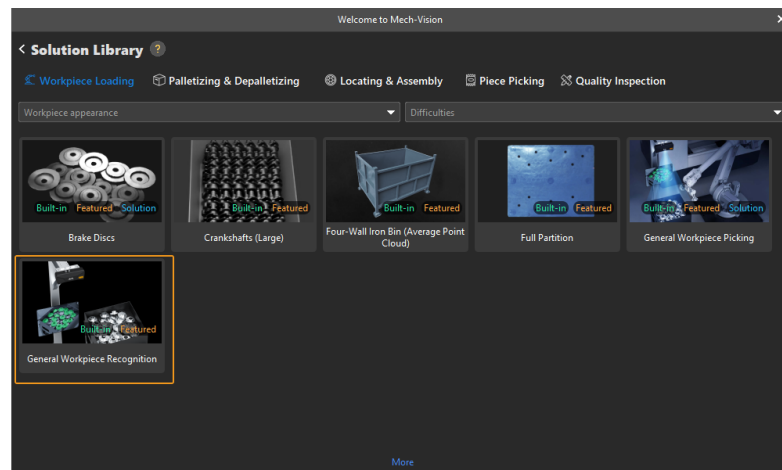 Welcome to Mech-Vision
Solution Library ?
Workpiece Loading Palletizing & Depalletizing Locating & Assembly Piece Picking Quality Inspection
Workpiece appearance Difficulties
Built-in Featured Solution
Brake Discs
Built-in Featured
Crankshafts (Large)
Built-in Featured
Four-Wall Iron Bin (Average Point
Cloud)
Built-in Featured
Full Partition
Built-in Featured Solution
General Workpiece Picking
Built-in Featured
General Workpiece Recognition
More